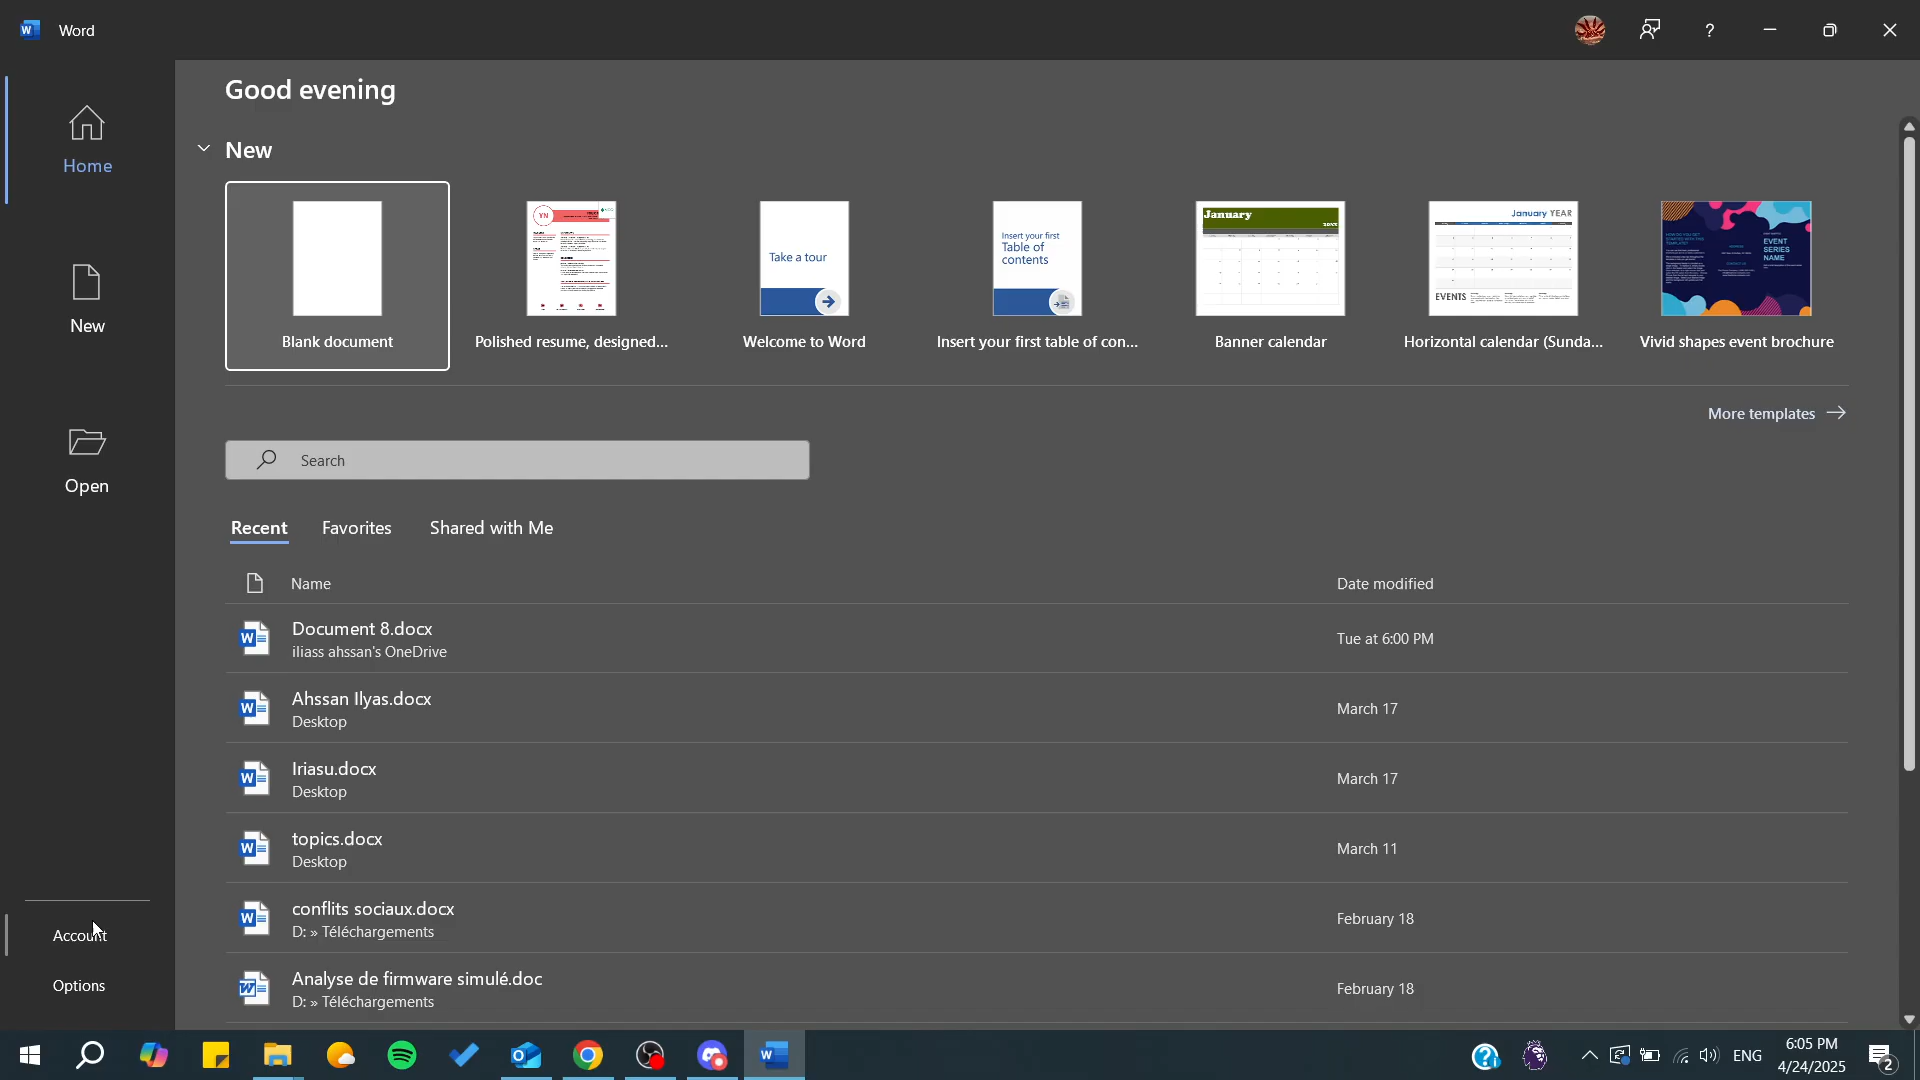 Word
?
Good evening
Home
New
YN
Take a tour
Insert your first
Table of
contents
January
January YEAR
EVENTS
EVENT
SERIES
NAME
Blank document
Polished resume, designed...
Welcome to Word
Insert your first table of con...
Banner calendar
Horizontal calendar (Sunda...
Vivid shapes event brochure
New
More templates
Open
Search
Recent
Favorites
Shared with Me
Name
Date modified
Document 8.docx
iliass ahssan's OneDrive
Tue at 6:00 PM
Ahssan Ilyas.docx
Desktop
March 17
Iriasu.docx
Desktop
March 17
topics.docx
Desktop
March 11
conflits sociaux.docx
D: » Téléchargements
February 18
Analyse de firmware simulé.doc
D: » Téléchargements
February 18
Account
Options
ENG
6:05 PM
4/24/2025
2